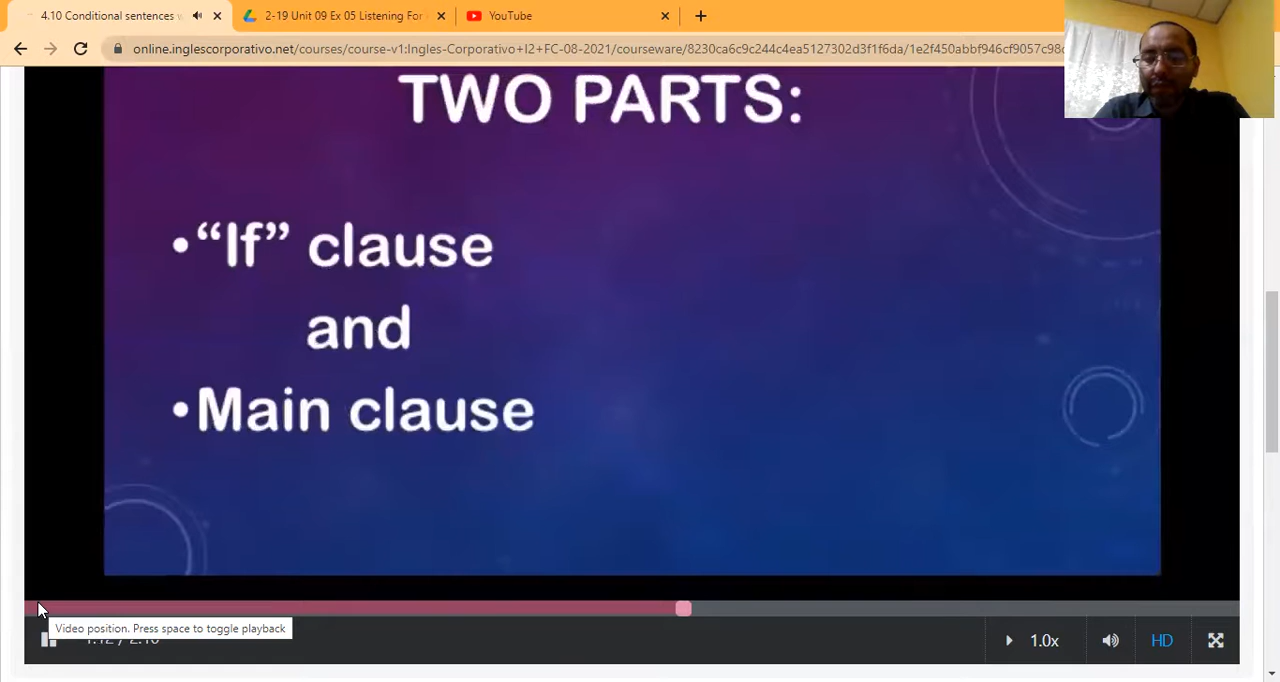 4.10 Conditional sentences
2-19 Unit 09 Ex 05 Listening For
YouTube
online.inglescorporativo.net/courses/course-v1:Ingles-Corporativo+I2+FC-08-2021/courseware/8230ca6c9c244c4ea5127302d3f1f6da/1e2f450abbf946cf9057c98
TWO PARTS:
•“If” clause
and
•Main clause
Video position. Press space to toggle playback
1.0x
HD